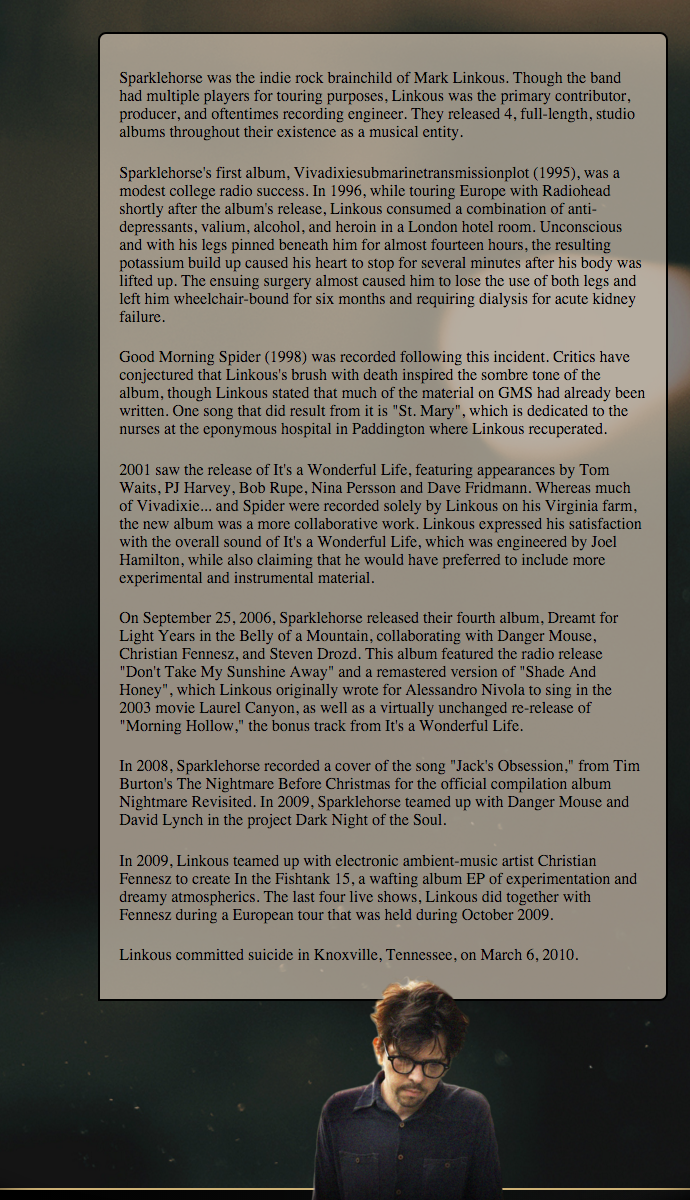 Sparklehorse was the indie rock brainchild of Mark Linkous. Though the band
had multiple players for touring purposes, Linkous was the primary contributor,
producer, and oftentimes recording engineer. They released 4, full-length, studio
albums throughout their existence as a musical entity.
Sparklehorse's first album, Vivadixiesubmarinetransmissionplot (1995), was a
modest college radio success. In 1996, while touring Europe with Radiohead
shortly after the album's release, Linkous consumed a combination of anti-
depressants, valium, alcohol, and heroin in a London hotel room. Unconscious
and with his legs pinned beneath him for almost fourteen hours, the resulting
potassium build up caused his heart to stop for several minutes after his body was
lifted up. The ensuing surgery almost caused him to lose the use of both legs and
left him wheelchair-bound for six months and requiring dialysis for acute kidney
failure.
Good Morning Spider (1998) was recorded following this incident. Critics have
conjectured that Linkous's brush with death inspired the sombre tone of the
album, though Linkous stated that much of the material on GMS had already been
written. One song that did result from it is "St. Mary", which is dedicated to the
nurses at the eponymous hospital in Paddington where Linkous recuperated.
2001 saw the release of It's a Wonderful Life, featuring appearances by Tom
Waits, PJ Harvey, Bob Rupe, Nina Persson and Dave Fridmann. Whereas much
of Vivadixie... and Spider were recorded solely by Linkous on his Virginia farm,
the new album was a more collaborative work. Linkous expressed his satisfaction
with the overall sound of It's a Wonderful Life, which was engineered by Joel
Hamilton, while also claiming that he would have preferred to include more
experimental and instrumental material.
On September 25, 2006, Sparklehorse released their fourth album, Dreamt for
Light Years in the Belly of a Mountain, collaborating with Danger Mouse,
Christian Fennesz, and Steven Drozd. This album featured the radio release
"Don't Take My Sunshine Away" and a remastered version of "Shade And
Honey", which Linkous originally wrote for Alessandro Nivola to sing in the
2003 movie Laurel Canyon, as well as a virtually unchanged re-release of
"Morning Hollow," the bonus track from It's a Wonderful Life.
In 2008, Sparklehorse recorded a cover of the song "Jack's Obsession," from Tim
Burton's The Nightmare Before Christmas for the official compilation album
Nightmare Revisited. In 2009, Sparklehorse teamed up with Danger Mouse and
David Lynch in the project Dark Night of the Soul.
In 2009, Linkous teamed up with electronic ambient-music artist Christian
Fennesz to create In the Fishtank 15, a wafting album EP of experimentation and
dreamy atmospherics. The last four live shows, Linkous did together with
Fennesz during a European tour that was held during October 2009.
Linkous committed suicide in Knoxville, Tennessee, on March 6, 2010.